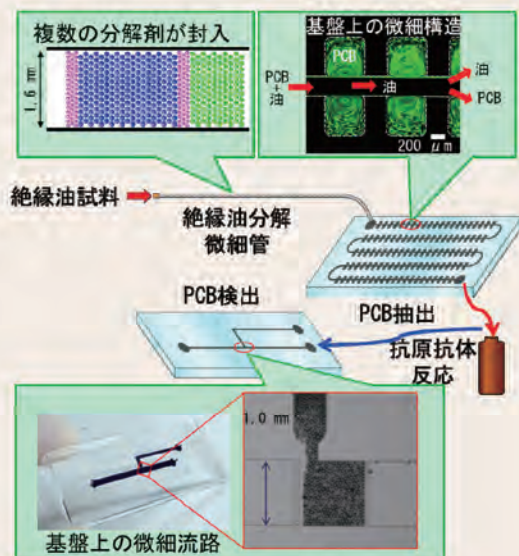 複数の分解剤が封入
1.6 mm
基盤上の微細構造
PCB
PCB
+
油
油
油
PCB
200 μm
絶縁油試料
絶縁油分解
微細管
PCB検出
PCB抽出
抗原抗体
反応
1.0 mm
基盤上の微細流路